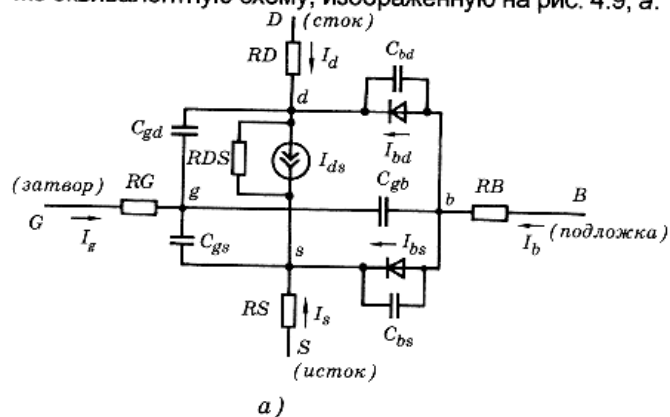 эквивалентную схему, изображенную на рис. 4.9, а.
D (сток)
RD I_d C_bd
d
C_gd
RDS I_ds I_bd
(затвор) RG g C_gb b RB B
G I_g C_gs s I_bs I_b (подложка)
RS I_s C_bs
S
(исток)
а)